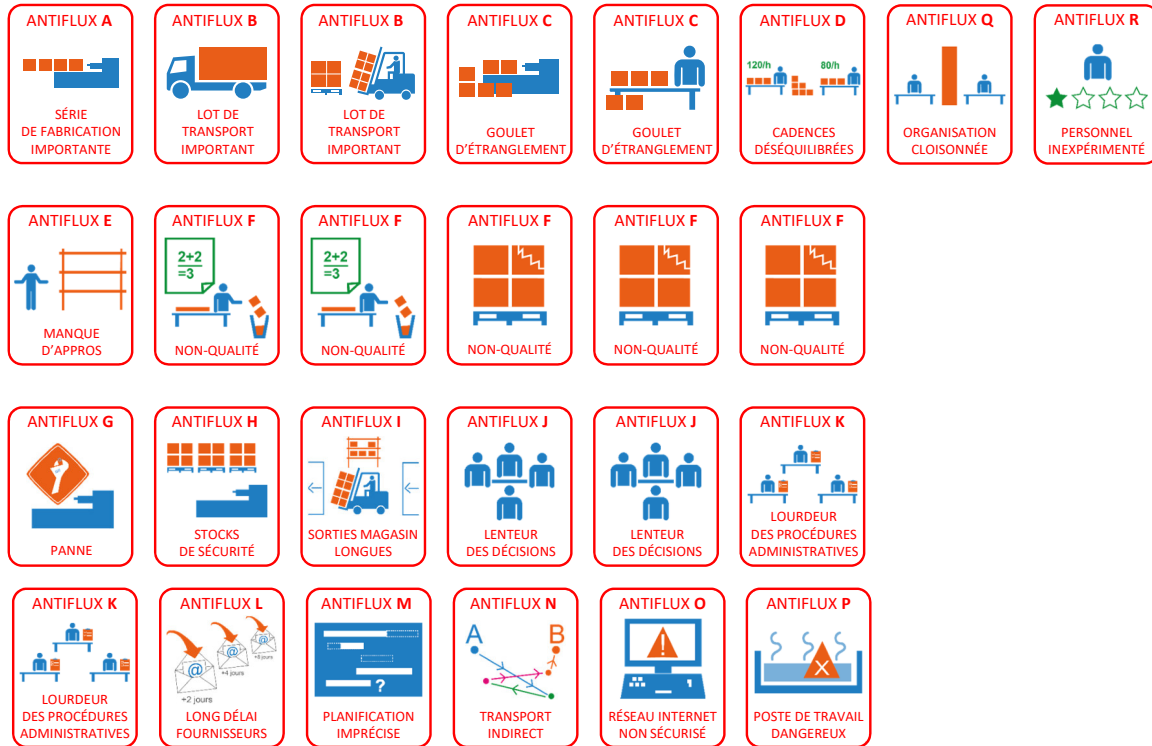 ANTIFLUX A
SÉRIE
DE FABRICATION
IMPORTANTE
ANTIFLUX B
LOT DE
TRANSPORT
IMPORTANT
ANTIFLUX B
LOT DE
TRANSPORT
IMPORTANT
ANTIFLUX C
GOULET
D'ÉTRANGLEMENT
ANTIFLUX C
GOULET
D'ÉTRANGLEMENT
ANTIFLUX D
120/h 80/h
CADENCES
DÉSÉQUILIBRÉES
ANTIFLUX Q
ORGANISATION
CLOISONNÉE
ANTIFLUX R
PERSONNEL
INEXPÉRIMENTÉ
ANTIFLUX E
MANQUE
D'APPROS
ANTIFLUX F
2+2
=3
NON-QUALITÉ
ANTIFLUX F
2+2
=3
NON-QUALITÉ
ANTIFLUX F
NON-QUALITÉ
ANTIFLUX F
NON-QUALITÉ
ANTIFLUX F
NON-QUALITÉ
ANTIFLUX G
PANNE
ANTIFLUX H
STOCKS
DE SÉCURITÉ
ANTIFLUX I
SORTIES MAGASIN
LONGUES
ANTIFLUX J
LENTEUR
DES DÉCISIONS
ANTIFLUX J
LENTEUR
DES DÉCISIONS
ANTIFLUX K
LOURDEUR
DES PROCÉDURES
ADMINISTRATIVES
ANTIFLUX K
LOURDEUR
DES PROCÉDURES
ADMINISTRATIVES
ANTIFLUX L
@ @ @
+8 jours
+4 jours
+2 jours
LONG DÉLAI
FOURNISSEURS
ANTIFLUX M
?
PLANIFICATION
IMPRÉCISE
ANTIFLUX N
A B
TRANSPORT
INDIRECT
ANTIFLUX O
!
RÉSEAU INTERNET
NON SÉCURISÉ
ANTIFLUX P
X
POSTE DE TRAVAIL
DANGEREUX